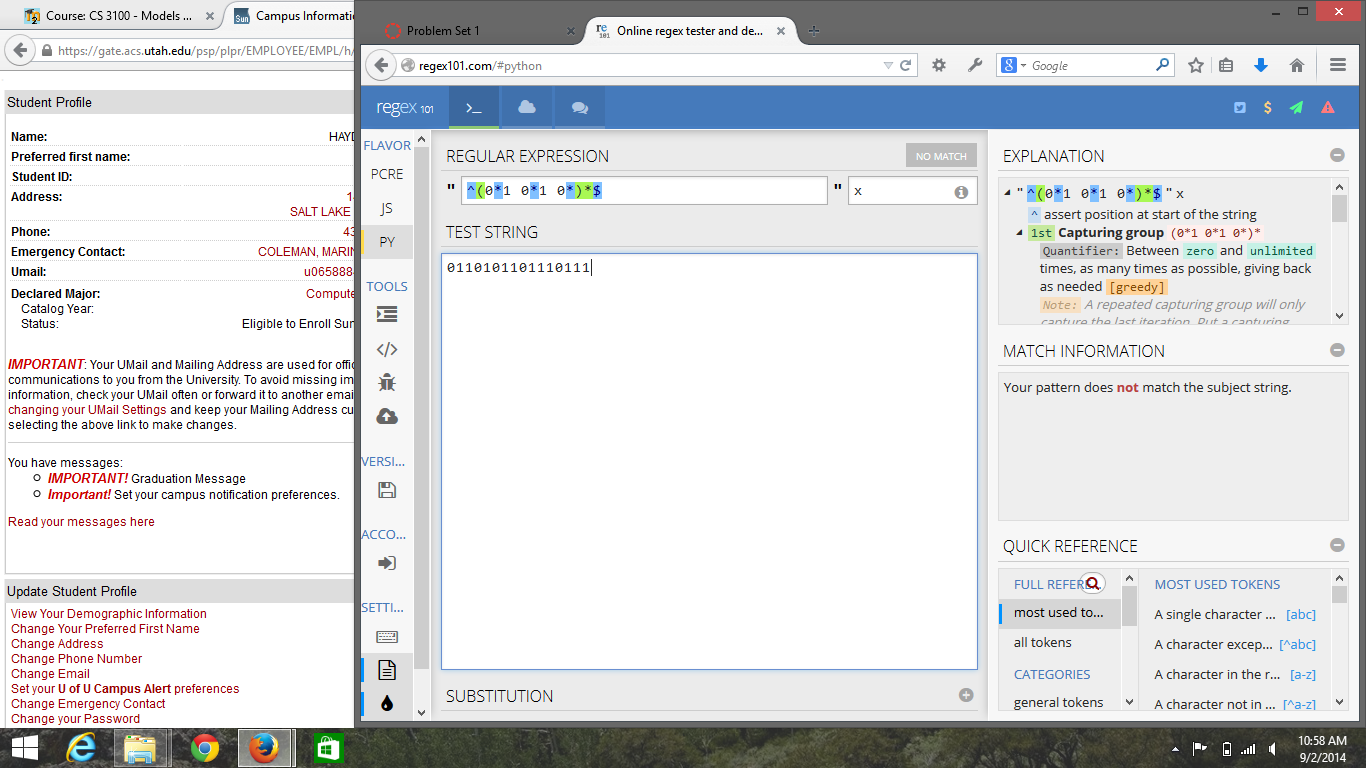 Course: CS 3100 - Models ...
Campus Informati
https://gate.acs.utah.edu/psp/plpr/EMPLOYEE/EMPL/h/
Student Profile
Name: HAYD
Preferred first name:
Student ID:
Address: 1
SALT LAKE
Phone: 43
Emergency Contact: COLEMAN, MARIN
Umail: u065888
Declared Major: Compute
Catalog Year:
Status: Eligible to Enroll Sum
IMPORTANT: Your UMail and Mailing Address are used for offic
communications to you from the University. To avoid missing im
information, check your UMail often or forward it to another emai
changing your UMail Settings and keep your Mailing Address cu
selecting the above link to make changes.
You have messages:
IMPORTANT! Graduation Message
Important! Set your campus notification preferences.
Read your messages here
Update Student Profile
View Your Demographic Information
Change Your Preferred First Name
Change Address
Change Phone Number
Change Email
Set your U of U Campus Alert preferences
Change Emergency Contact
Change your Password
Problem Set 1
Online regex tester and de...
regex101.com/#python
Google
regex 101
FLAVOR
PCRE
JS
PY
TOOLS
VERSI...
ACCO...
SETTI...
REGULAR EXPRESSION
NO MATCH
" ^(0*1 0*1 0*)*$ " x
TEST STRING
0110101101110111
SUBSTITUTION
EXPLANATION
" ^(0*1 0*1 0*)*$ " x
^ assert position at start of the string
1st Capturing group (0*1 0*1 0*)*
Quantifier: Between zero and unlimited
times, as many times as possible, giving back
as needed [greedy]
Note: A repeated capturing group will only
capture the last iteration. Put a capturing
MATCH INFORMATION
Your pattern does not match the subject string.
QUICK REFERENCE
FULL REFERE...
most used to...
all tokens
CATEGORIES
general tokens
MOST USED TOKENS
A single character ... [abc]
A character excep... [^abc]
A character in the r... [a-z]
A character not in ... [^a-z]
10:58 AM
9/2/2014